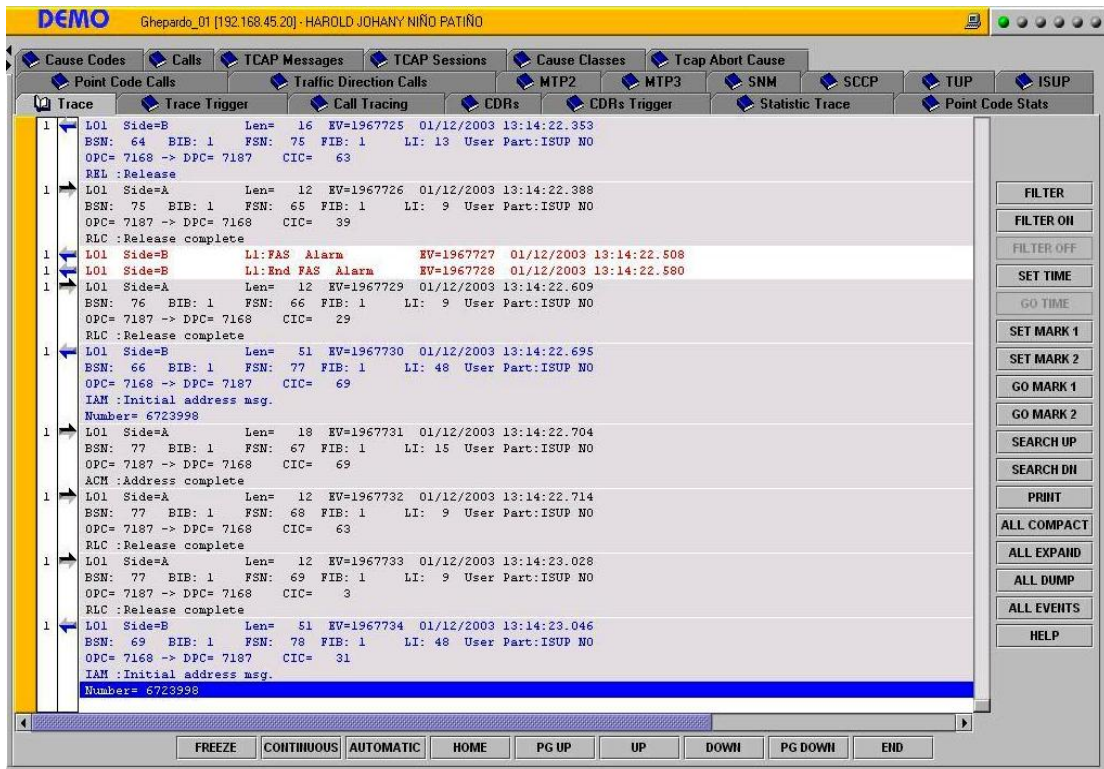 DEMO Ghepardo_01 [192.168.45.20] - HAROLD JOHANY NIÑO PATIÑO
Cause Codes Calls TCAP Messages TCAP Sessions Cause Classes Tcap Abort Cause
Point Code Calls Traffic Direction Calls MTP2 MTP3 SNM SCCP TUP ISUP
Trace Trace Trigger Call Tracing CDRs CDRs Trigger Statistic Trace Point Code Stats
1 L01 Side=B Len= 16 EV=1967725 01/12/2003 13:14:22.353
BSN: 64 BIB: 1 FSN: 75 FIB: 1 LI: 13 User Part:ISUP NO
OPC= 7168 -> DPC= 7187 CIC= 63
REL :Release
1 L01 Side=A Len= 12 EV=1967726 01/12/2003 13:14:22.388
BSN: 75 BIB: 1 FSN: 65 FIB: 1 LI: 9 User Part:ISUP NO
OPC= 7187 -> DPC= 7168 CIC= 39
RLC :Release complete
1 L01 Side=B L1:FAS Alarm EV=1967727 01/12/2003 13:14:22.508
1 L01 Side=B L1:End FAS Alarm EV=1967728 01/12/2003 13:14:22.580
1 L01 Side=A Len= 12 EV=1967729 01/12/2003 13:14:22.609
BSN: 76 BIB: 1 FSN: 66 FIB: 1 LI: 9 User Part:ISUP NO
OPC= 7187 -> DPC= 7168 CIC= 29
RLC :Release complete
1 L01 Side=B Len= 51 EV=1967730 01/12/2003 13:14:22.695
BSN: 66 BIB: 1 FSN: 77 FIB: 1 LI: 48 User Part:ISUP NO
OPC= 7168 -> DPC= 7187 CIC= 69
IAM :Initial address msg.
Number= 6723998
1 L01 Side=A Len= 18 EV=1967731 01/12/2003 13:14:22.704
BSN: 77 BIB: 1 FSN: 67 FIB: 1 LI: 15 User Part:ISUP NO
OPC= 7187 -> DPC= 7168 CIC= 69
ACM :Address complete
1 L01 Side=A Len= 12 EV=1967732 01/12/2003 13:14:22.714
BSN: 77 BIB: 1 FSN: 68 FIB: 1 LI: 9 User Part:ISUP NO
OPC= 7187 -> DPC= 7168 CIC= 63
RLC :Release complete
1 L01 Side=A Len= 12 EV=1967733 01/12/2003 13:14:23.028
BSN: 77 BIB: 1 FSN: 69 FIB: 1 LI: 9 User Part:ISUP NO
OPC= 7187 -> DPC= 7168 CIC= 3
RLC :Release complete
1 L01 Side=B Len= 51 EV=1967734 01/12/2003 13:14:23.046
BSN: 69 BIB: 1 FSN: 78 FIB: 1 LI: 48 User Part:ISUP NO
OPC= 7168 -> DPC= 7187 CIC= 31
IAM :Initial address msg.
Number= 6723998
FILTER
FILTER ON
FILTER OFF
SET TIME
GO TIME
SET MARK 1
SET MARK 2
GO MARK 1
GO MARK 2
SEARCH UP
SEARCH DN
PRINT
ALL COMPACT
ALL EXPAND
ALL DUMP
ALL EVENTS
HELP
FREEZE CONTINUOUS AUTOMATIC HOME PG UP UP DOWN PG DOWN END